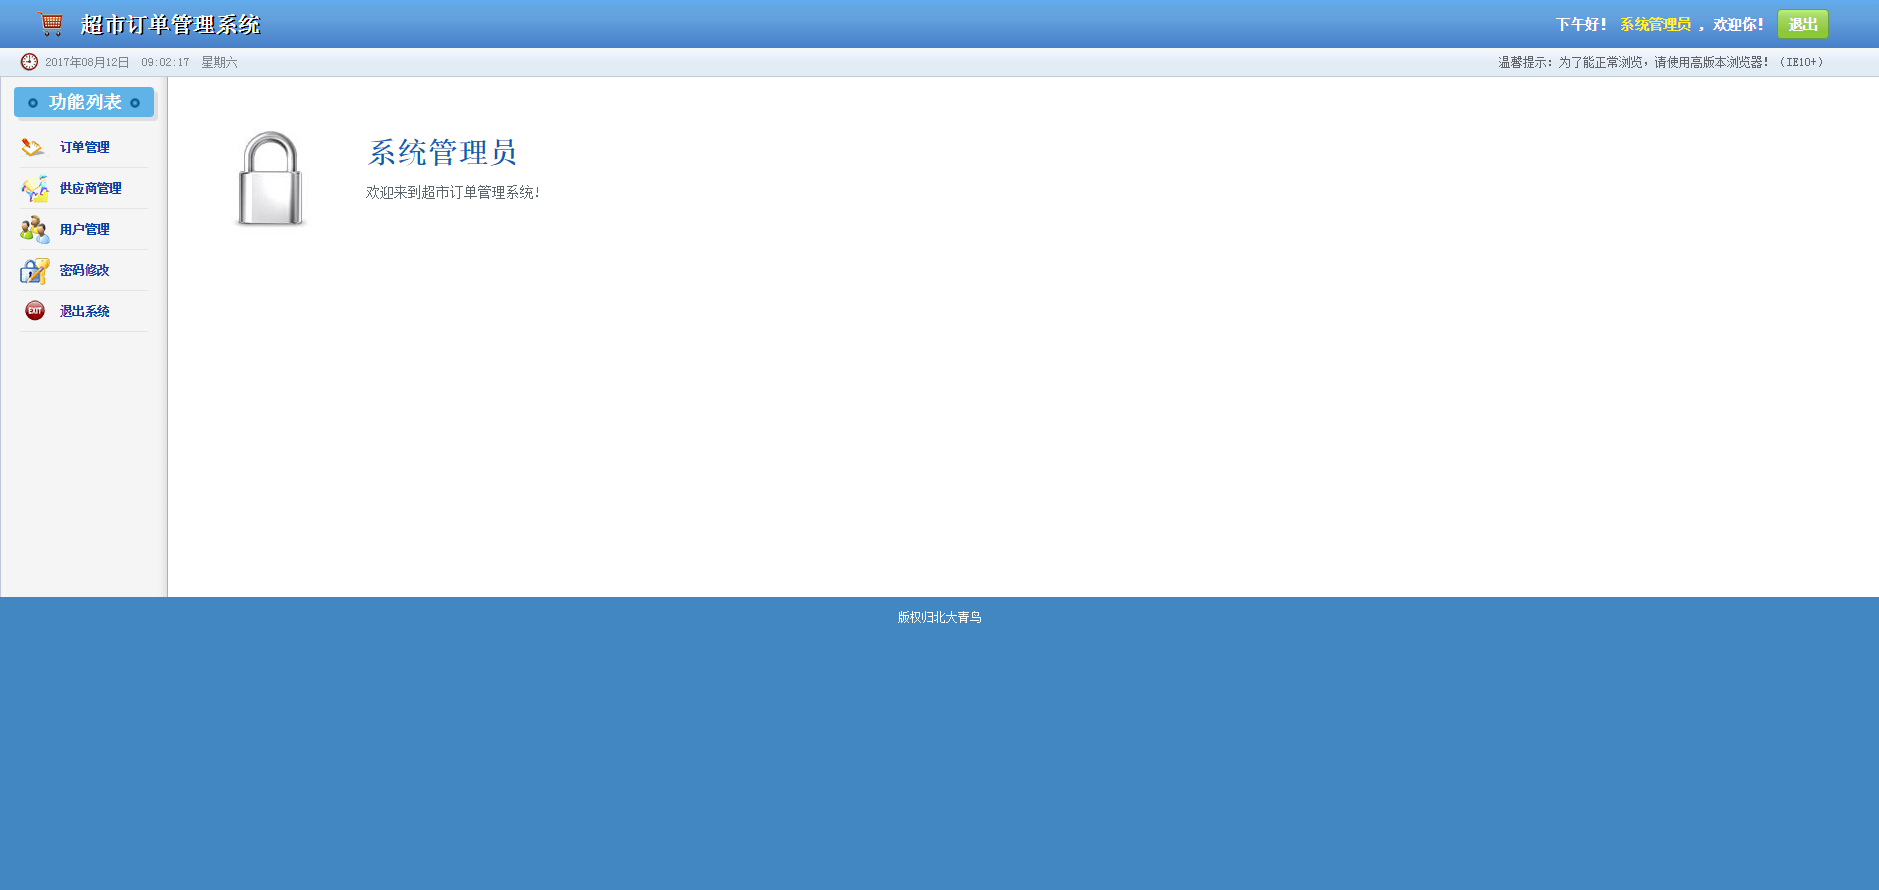 超市订单管理系统
下午好！ 系统管理员 ，欢迎你！ 退出
2017年08月12日 09:02:17 星期六
温馨提示：为了能正常浏览，请使用高版本浏览器！（IE10+）
功能列表
订单管理
供应商管理
用户管理
密码修改
EXIT 退出系统
系统管理员
欢迎来到超市订单管理系统!
版权归北大青鸟